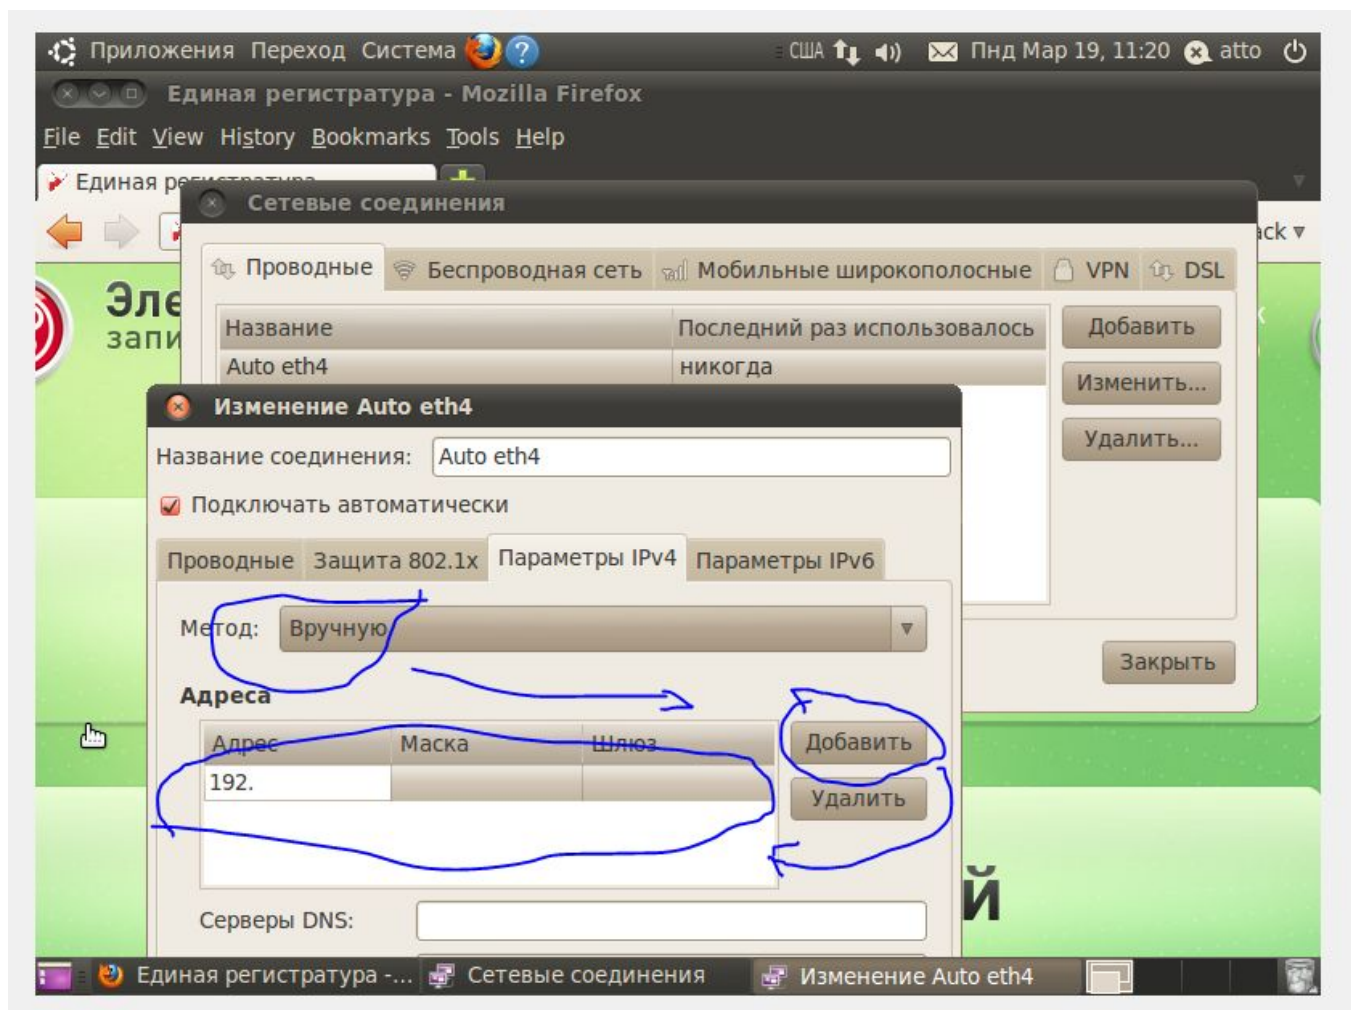 Приложения Переход Система США Пнд Мар 19, 11:20 atto
Единая регистратура - Mozilla Firefox
File Edit View History Bookmarks Tools Help
Единая регистратура
Сетевые соединения
ack
Проводные Беспроводная сеть Мобильные широкополосные VPN DSL
Эле
запи
Название Последний раз использовалось Добавить
Auto eth4 никогда
Изменить...
Изменение Auto eth4
Удалить...
Название соединения: Auto eth4
Подключать автоматически
Проводные Защита 802.1x Параметры IPv4 Параметры IPv6
Метод: Вручную
Закрыть
Адреса
Адрес Маска Шлюз Добавить
192.
Удалить
й
Серверы DNS:
Единая регистратура -... Сетевые соединения Изменение Auto eth4